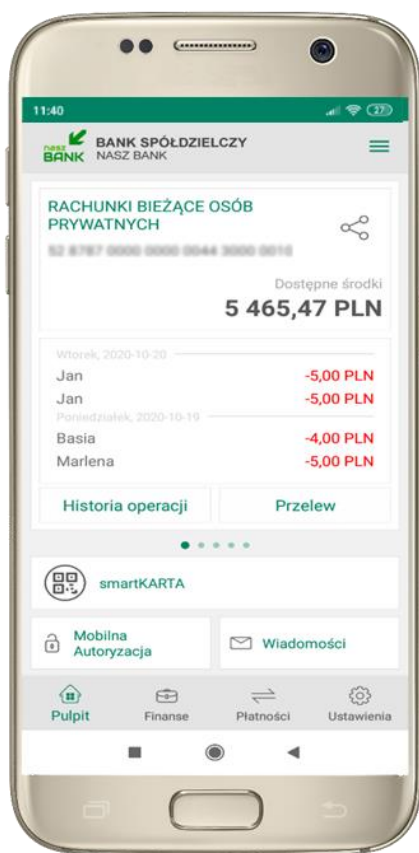 11:40
27
nasz
BANK
BANK SPÓŁDZIELCZY
NASZ BANK
RACHUNKI BIEŻĄCE OSÓB
PRYWATNYCH
Dostępne środki
5 465,47 PLN
Wtorek, 2020-10-20
Jan -5,00 PLN
Jan -5,00 PLN
Poniedziałek, 2020-10-19
Basia -4,00 PLN
Marlena -5,00 PLN
Historia operacji Przelew
smartKARTA
Mobilna
Autoryzacja
Wiadomości
Pulpit Finanse Płatności Ustawienia